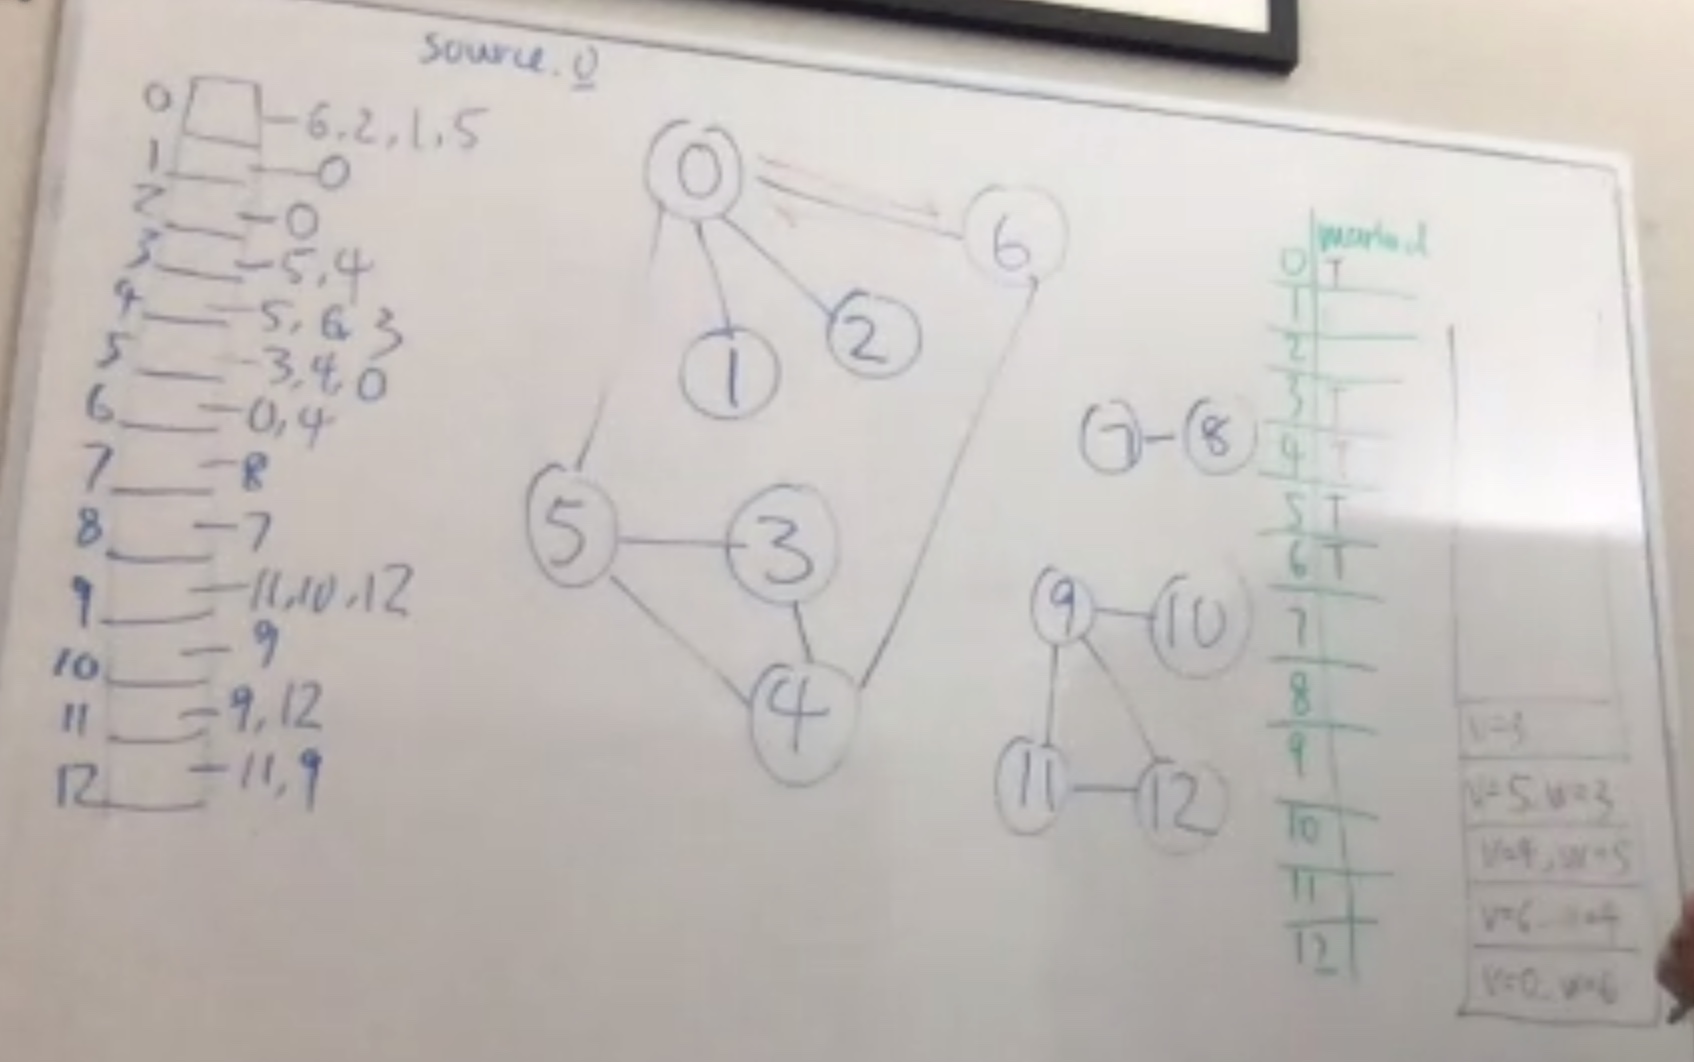 source. 0
0 - 6, 2, 1, 5
1 - 0
2 - 0
3 - 5, 4
4 - 5, 6, 3
5 - 3, 4, 0
6 - 0, 4
7 - 8
8 - 7
9 - 11, 10, 12
10 - 9
11 - 9, 12
12 - 11, 9
0
6
1
2
5
3
4
7 8
9
10
11
12
marked
0 T
1
2
3 T
4 T
5 T
6 T
7
8
9
10
11
12
v=3
v=5 w=3
v=4, w=5
v=6
v=0 w=6